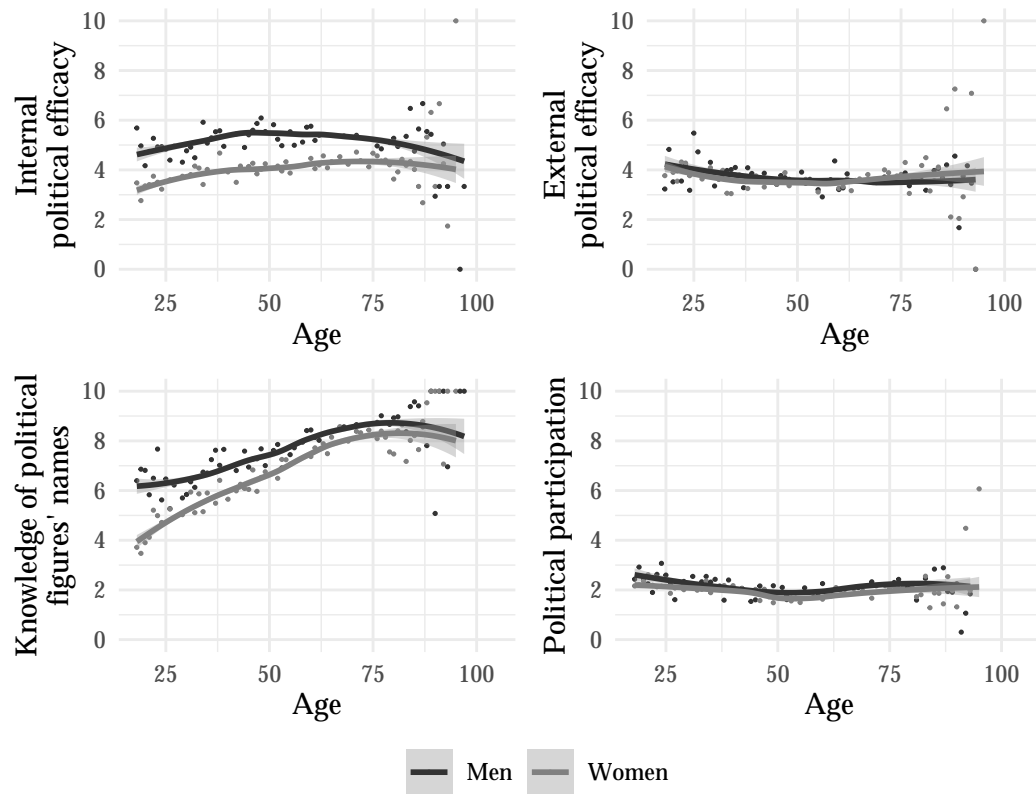 Internal
political efficacy
10
8
6
4
2
0
25 50 75 100
Age
External
political efficacy
10
8
6
4
2
0
25 50 75 100
Age
Knowledge of political
figures' names
10
8
6
4
2
0
25 50 75 100
Age
Political participation
10
8
6
4
2
0
25 50 75 100
Age
Men Women